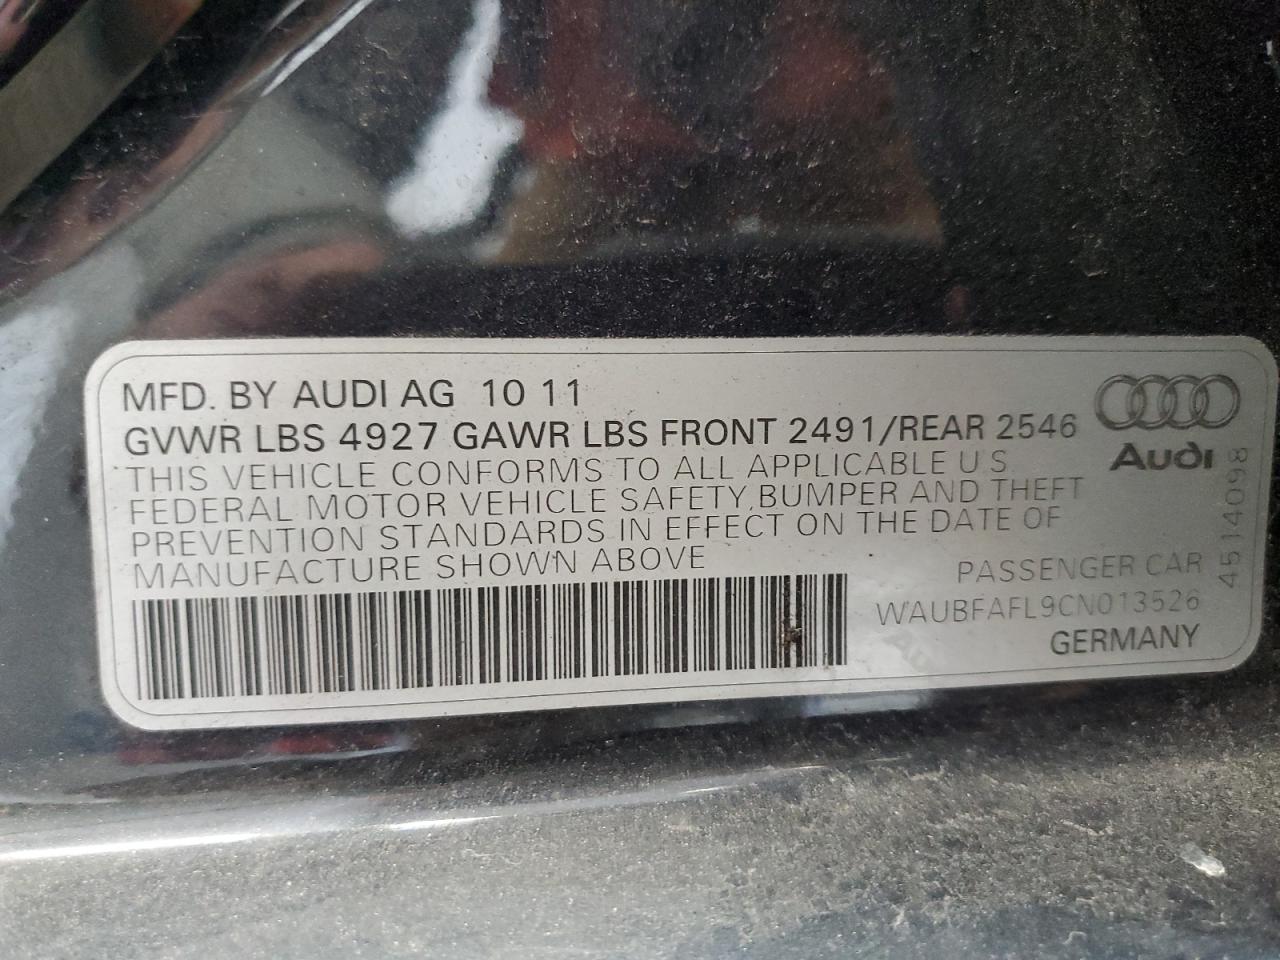 MFD. BY AUDI AG 10 11
GVWR LBS 4927 GAWR LBS FRONT 2491/REAR 2546
THIS VEHICLE CONFORMS TO ALL APPLICABLE U S
FEDERAL MOTOR VEHICLE SAFETY, BUMPER AND THEFT
PREVENTION STANDARDS IN EFFECT ON THE DATE OF
MANUFACTURE SHOWN ABOVE
Audi
PASSENGER CAR
WAUBFAFL9CN013526
GERMANY
4514098